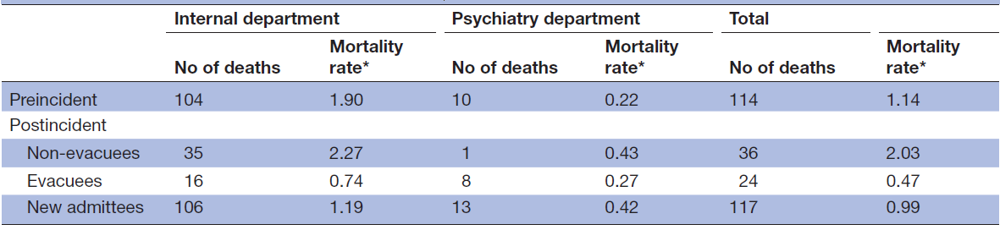 Internal department Psychiatry department Total
No of deaths Mortality rate* No of deaths Mortality rate* No of deaths Mortality rate*
Preincident 104 1.90 10 0.22 114 1.14
Postincident
Non-evacuees 35 2.27 1 0.43 36 2.03
Evacuees 16 0.74 8 0.27 24 0.47
New admittees 106 1.19 13 0.42 117 0.99